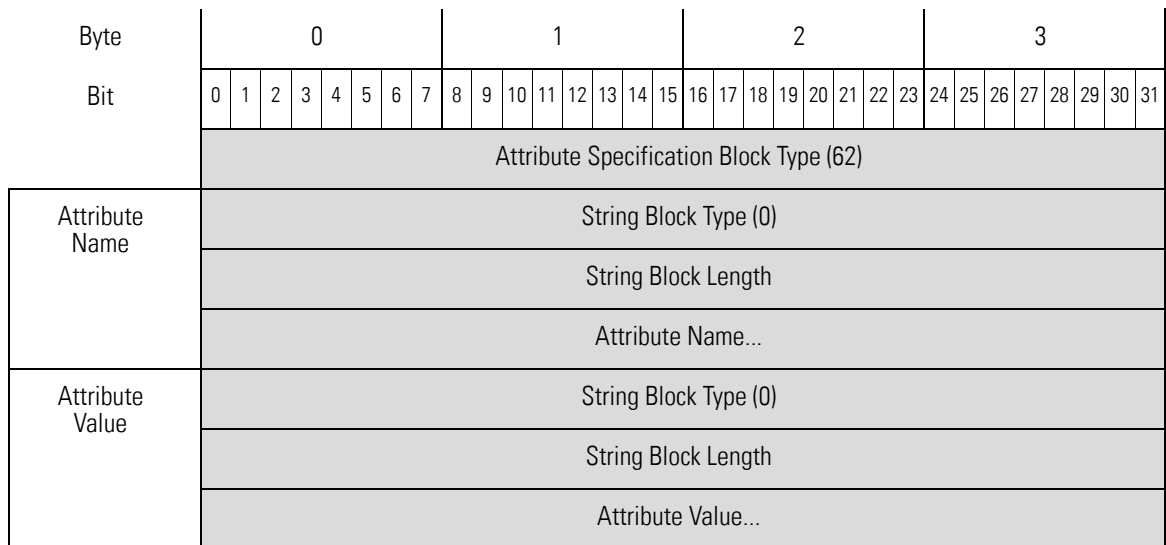 Byte 0 1 2 3
Bit 0 1 2 3 4 5 6 7 8 9 10 11 12 13 14 15 16 17 18 19 20 21 22 23 24 25 26 27 28 29 30 31
Attribute Specification Block Type (62)
Attribute
Name
String Block Type (0)
String Block Length
Attribute Name...
Attribute
Value
String Block Type (0)
String Block Length
Attribute Value...